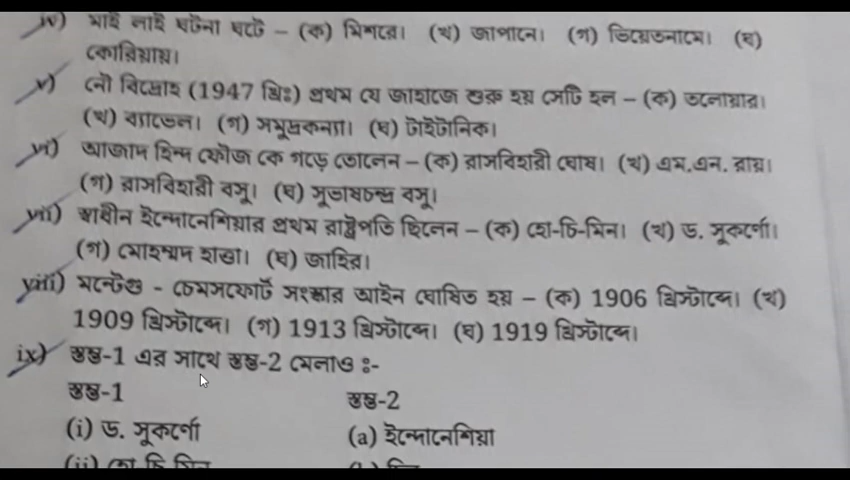 iv) মাই লাই ঘটনা ঘটে – (ক) মিশরে। (খ) জাপানে। (গ) ভিয়েতনামে। (ঘ)
কোরিয়ায়।
v) নৌ বিদ্রোহ (1947 খ্রিঃ) প্রথম যে জাহাজে শুরু হয় সেটি হল – (ক) তলোয়ার।
(খ) ব্যাভেল। (গ) সমুদ্রকন্যা। (ঘ) টাইটানিক।
vi) আজাদ হিন্দ ফৌজ কে গড়ে তোলেন – (ক) রাসবিহারী ঘোষ। (খ) এম.এন. রায়।
(গ) রাসবিহারী বসু। (ঘ) সুভাষচন্দ্র বসু।
vii) স্বাধীন ইন্দোনেশিয়ার প্রথম রাষ্ট্রপতি ছিলেন – (ক) হো-চি-মিন। (খ) ড. সুকর্ণো।
(গ) মোহম্মদ হাত্তা। (ঘ) জাহির।
viii) মন্টেগু - চেমসফোর্ট সংস্কার আইন ঘোষিত হয় – (ক) 1906 খ্রিস্টাব্দে। (খ)
1909 খ্রিস্টাব্দে। (গ) 1913 খ্রিস্টাব্দে। (ঘ) 1919 খ্রিস্টাব্দে।
ix) স্তম্ভ-1 এর সাথে স্তম্ভ-2 মেলাও ঃ-
স্তম্ভ-1 স্তম্ভ-2
(i) ড. সুকর্ণো (a) ইন্দোনেশিয়া
(ii) হো চি মিন